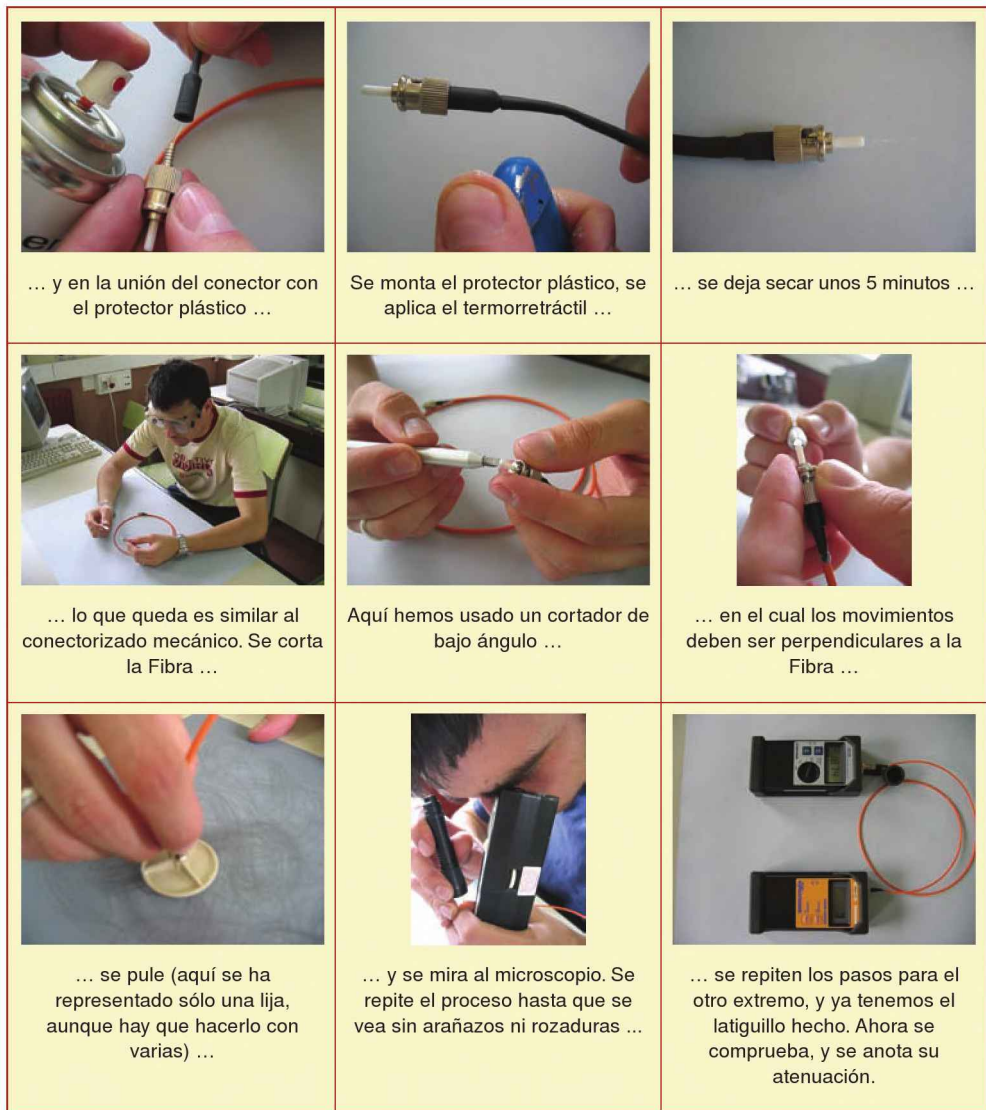 … y en la unión del conector con
el protector plástico …
Se monta el protector plástico, se
aplica el termorretráctil …
… se deja secar unos 5 minutos …
… lo que queda es similar al
conectorizado mecánico. Se corta
la Fibra …
Aquí hemos usado un cortador de
bajo ángulo …
… en el cual los movimientos
deben ser perpendiculares a la
Fibra …
… se pule (aquí se ha
representado sólo una lija,
aunque hay que hacerlo con
varias) …
… y se mira al microscopio. Se
repite el proceso hasta que se
vea sin arañazos ni rozaduras ...
… se repiten los pasos para el
otro extremo, y ya tenemos el
latiguillo hecho. Ahora se
comprueba, y se anota su
atenuación.